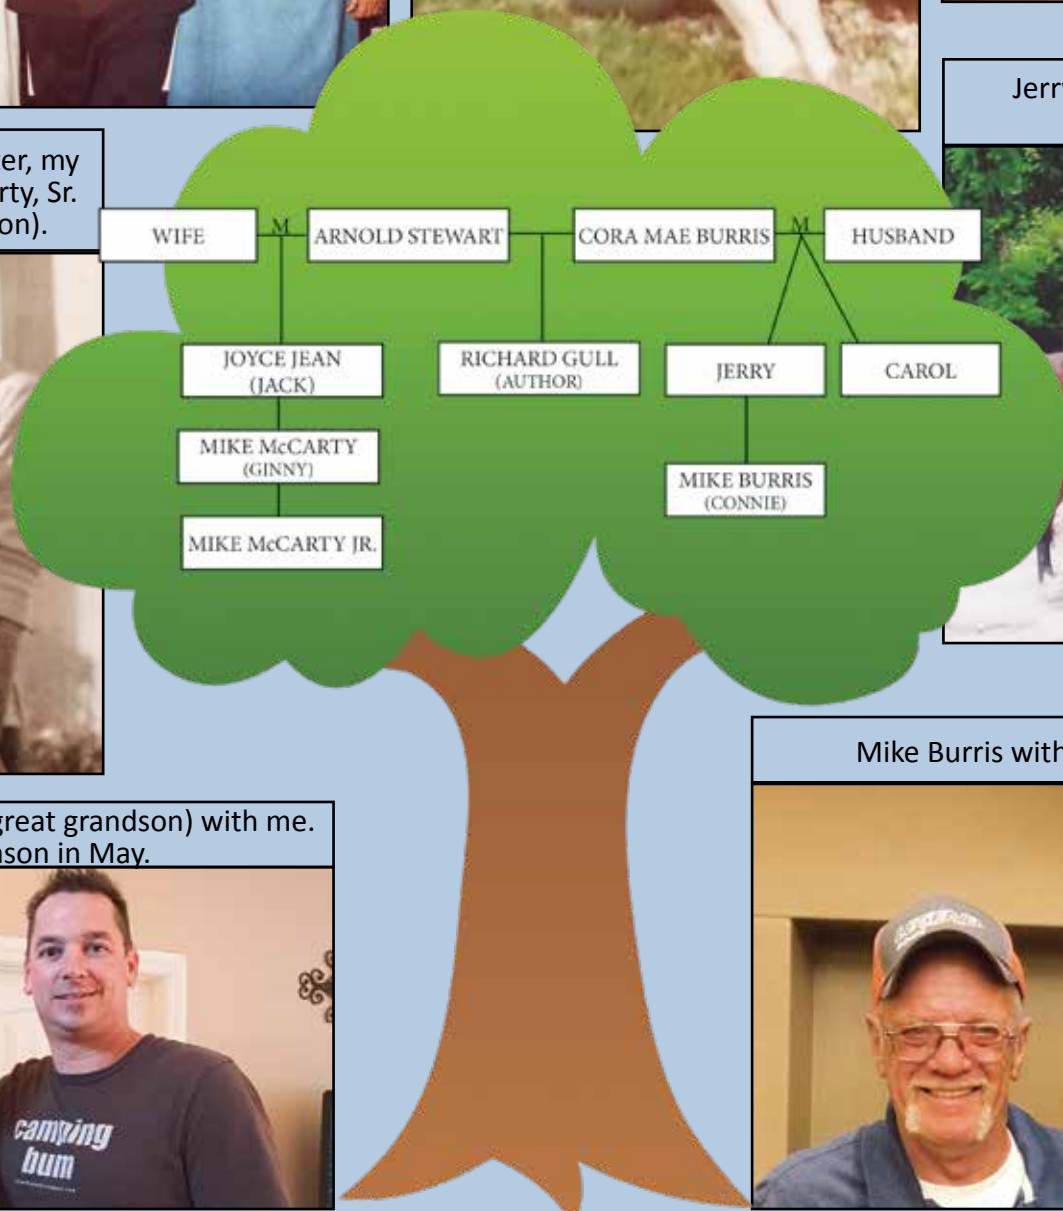 Jerry
er, my
rty, Sr.
on).
WIFE
M
ARNOLD STEWART
CORA MAE BURRIS
M
HUSBAND
JOYCE JEAN
(JACK)
RICHARD GULL
(AUTHOR)
JERRY
CAROL
MIKE McCARTY
(GINNY)
MIKE BURRIS
(CONNIE)
MIKE McCARTY JR.
Mike Burris with
great grandson) with me.
son in May.
camping
bum